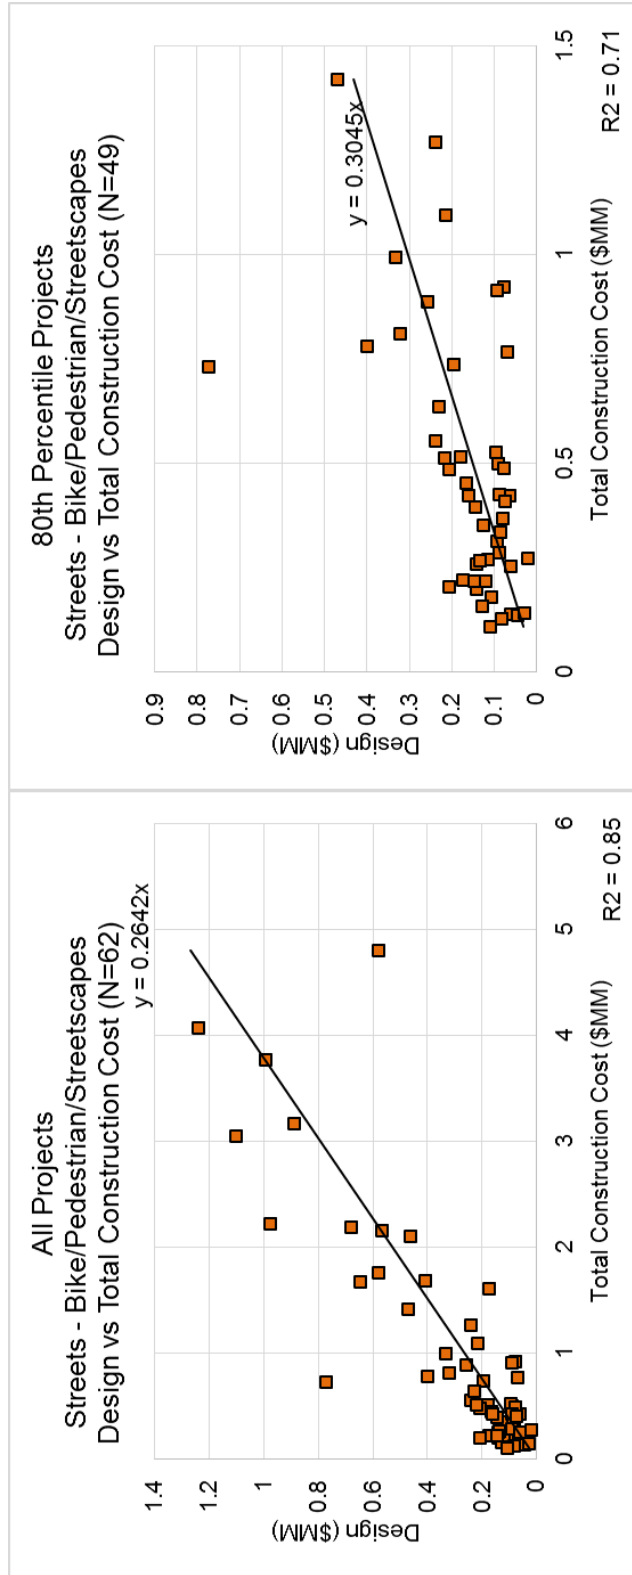 All Projects
Streets - Bike/Pedestrian/Streetscapes
Design vs Total Construction Cost (N=62)
y = 0.2642x
1.4
1.2
1
0.8
0.6
0.4
0.2
0
Design ($MM)
0
1
2
3
4
5
6
Total Construction Cost ($MM)
R2 = 0.85
80th Percentile Projects
Streets - Bike/Pedestrian/Streetscapes
Design vs Total Construction Cost (N=49)
y = 0.3045x
0.9
0.8
0.7
0.6
0.5
0.4
0.3
0.2
0.1
0
Design ($MM)
0
0.5
1
1.5
Total Construction Cost ($MM)
R2 = 0.71